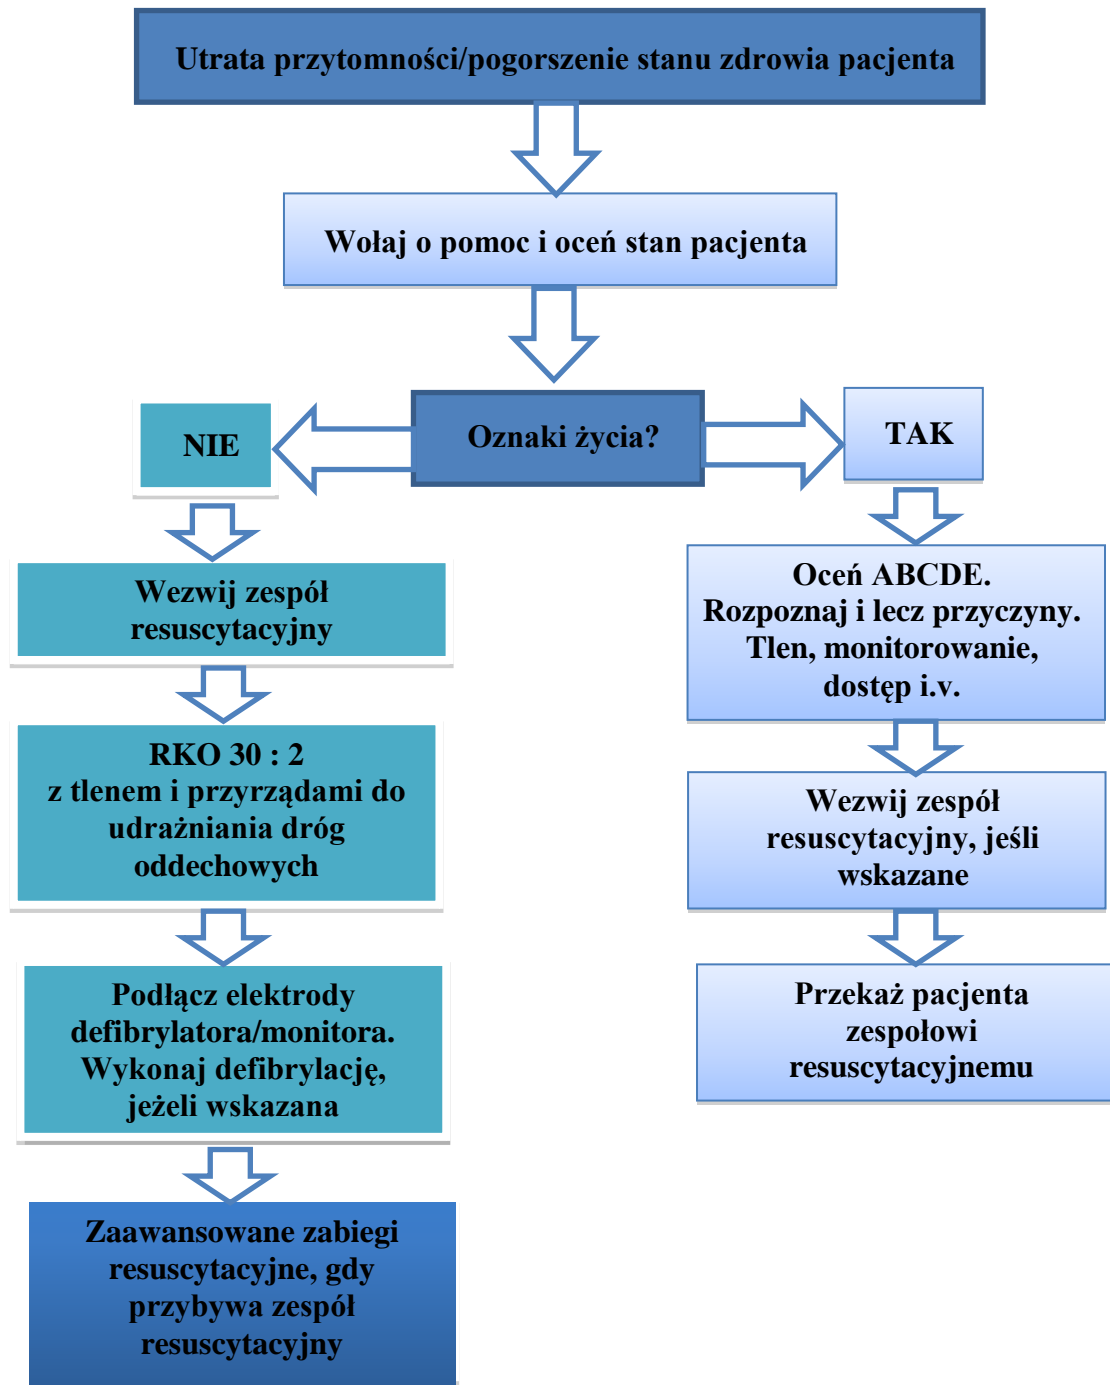 Utrata przytomności/pogorszenie stanu zdrowia pacjenta
Wołaj o pomoc i oceń stan pacjenta
Oznaki życia?
NIE
TAK
Wezwij zespół
resuscytacyjny
RKO 30 : 2
z tlenem i przyrządami do
udrażniania dróg
oddechowych
Podłącz elektrody
defibrylatora/monitora.
Wykonaj defibrylację,
jeżeli wskazana
Zaawansowane zabiegi
resuscytacyjne, gdy
przybywa zespół
resuscytacyjny
Oceń ABCDE.
Rozpoznaj i lecz przyczyny.
Tlen, monitorowanie,
dostęp i.v.
Wezwij zespół
resuscytacyjny, jeśli
wskazane
Przekaż pacjenta
zespołowi
resuscytacyjnemu